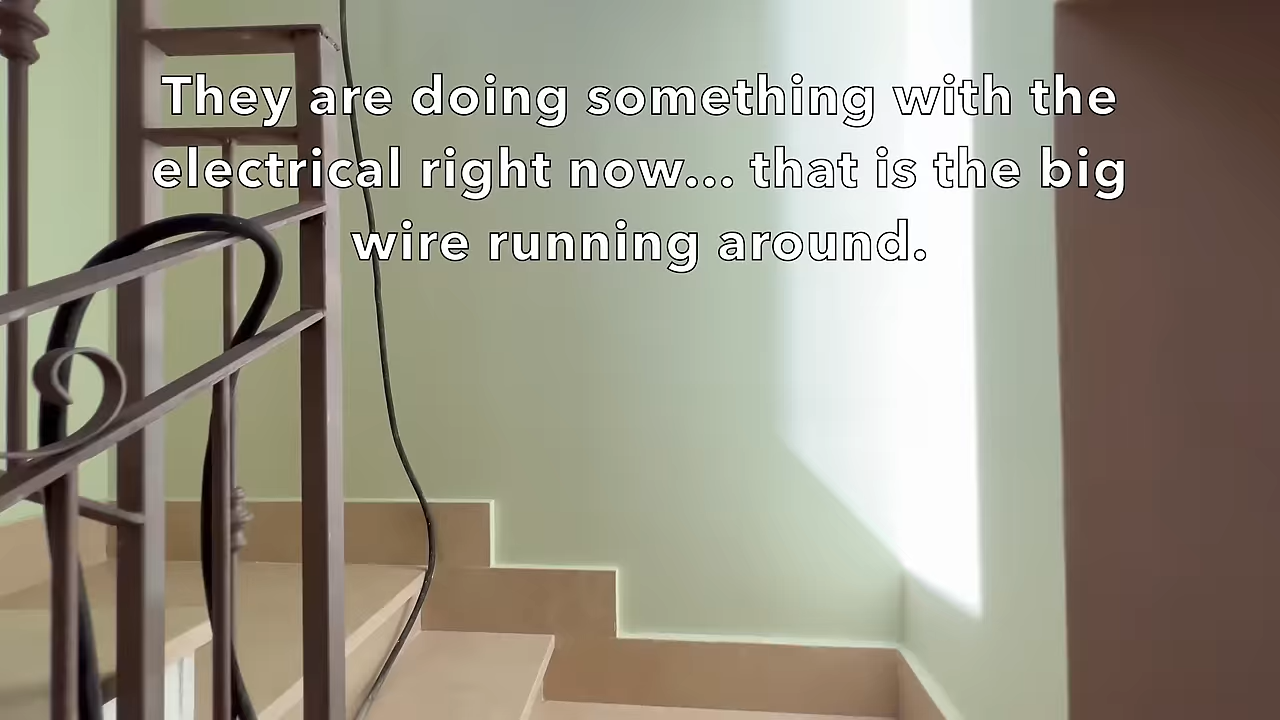 They are doing something with the
electrical right now... that is the big
wire running around.